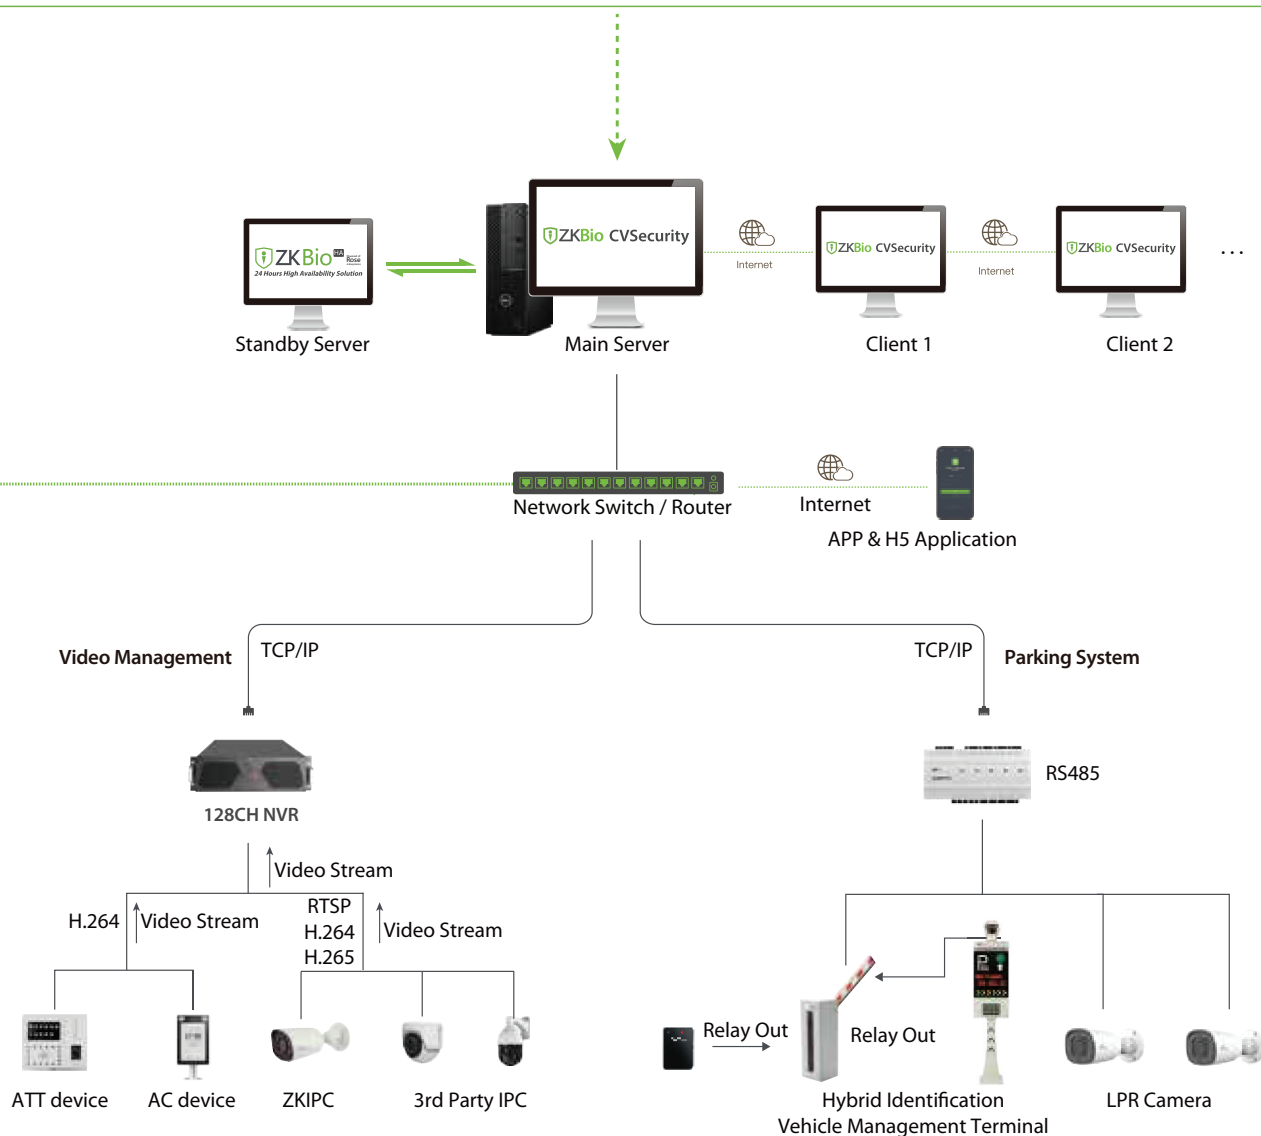 ZKBio CVSecurity
ZKBio HA
Rose
24 Hours High Availability Solution
ZKBio CVSecurity
ZKBio CVSecurity
Internet
Internet
...
Standby Server
Main Server
Client 1
Client 2
Network Switch / Router
Internet
APP & H5 Application
Video Management
TCP/IP
TCP/IP
Parking System
128CH NVR
RS485
Video Stream
H.264
Video Stream
RTSP
H.264
H.265
Video Stream
Relay Out
Relay Out
ATT device
AC device
ZKIPC
3rd Party IPC
Hybrid Identification
Vehicle Management Terminal
LPR Camera